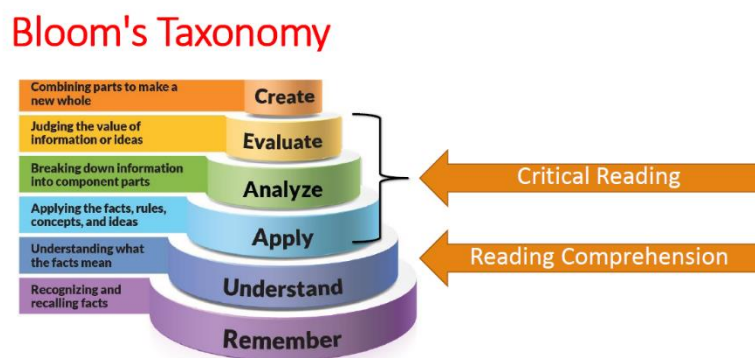 Bloom's Taxonomy
Combining parts to make a
new whole
Create
Judging the value of
information or ideas
Evaluate
Breaking down information
into component parts
Analyze
Critical Reading
Applying the facts, rules,
concepts, and ideas
Apply
Understanding what
the facts mean
Understand
Reading Comprehension
Recognizing and
recalling facts
Remember